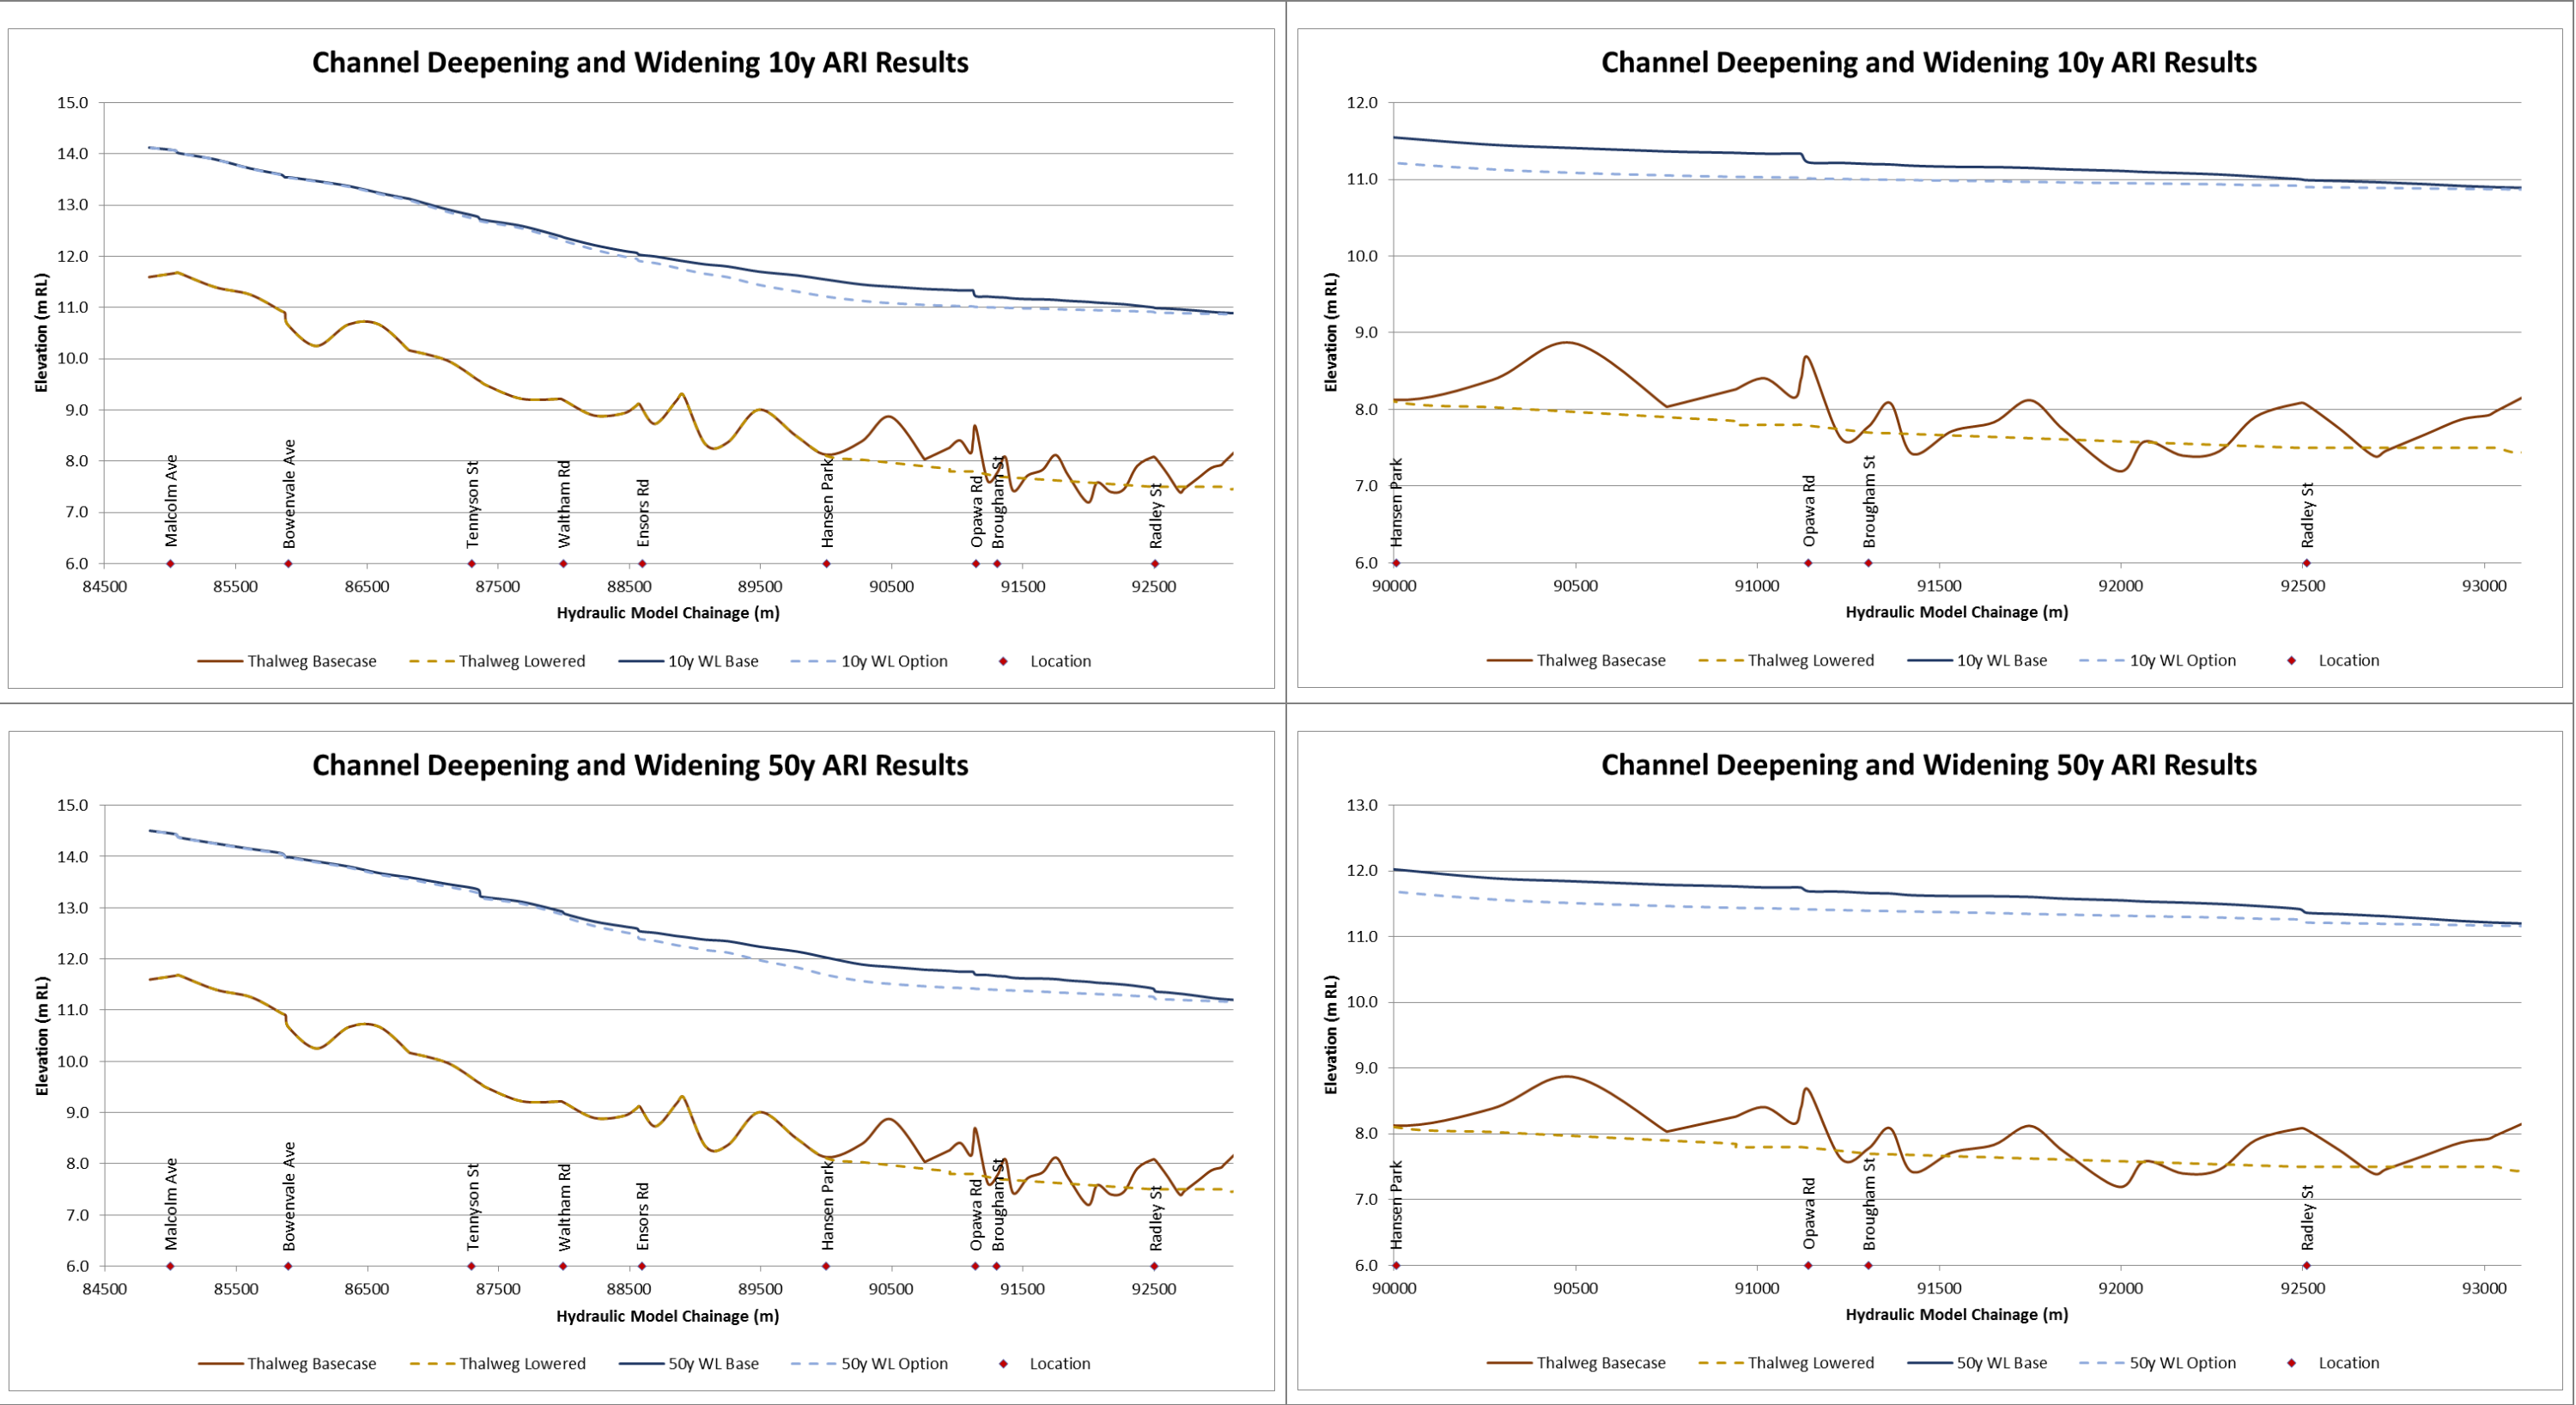 Channel Deepening and Widening 10y ARI Results
15.0
14.0
13.0
12.0
11.0
10.0
9.0
8.0
7.0
6.0
Elevation (m RL)
Malcolm Ave
Bowenvale Ave
Tennyson St
Waltham Rd
Ensors Rd
Hansen Park
Opawa Rd
Brougham St
Radley St
84500 85500 86500 87500 88500 89500 90500 91500 92500
Hydraulic Model Chainage (m)
Thalweg Basecase Thalweg Lowered 10y WL Base 10y WL Option Location
Channel Deepening and Widening 10y ARI Results
12.0
11.0
10.0
9.0
8.0
7.0
6.0
Elevation (m RL)
Hansen Park
Opawa Rd
Brougham St
Radley St
90000 90500 91000 91500 92000 92500 93000
Hydraulic Model Chainage (m)
Thalweg Basecase Thalweg Lowered 10y WL Base 10y WL Option Location
Channel Deepening and Widening 50y ARI Results
15.0
14.0
13.0
12.0
11.0
10.0
9.0
8.0
7.0
6.0
Elevation (m RL)
Malcolm Ave
Bowenvale Ave
Tennyson St
Waltham Rd
Ensors Rd
Hansen Park
Opawa Rd
Brougham St
Radley St
84500 85500 86500 87500 88500 89500 90500 91500 92500
Hydraulic Model Chainage (m)
Thalweg Basecase Thalweg Lowered 50y WL Base 50y WL Option Location
Channel Deepening and Widening 50y ARI Results
13.0
12.0
11.0
10.0
9.0
8.0
7.0
6.0
Elevation (m RL)
Hansen Park
Opawa Rd
Brougham St
Radley St
90000 90500 91000 91500 92000 92500 93000
Hydraulic Model Chainage (m)
Thalweg Basecase Thalweg Lowered 50y WL Base 50y WL Option Location